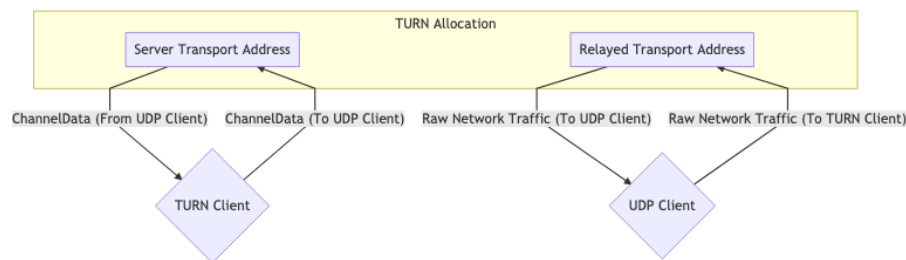 TURN Allocation
Server Transport Address
Relayed Transport Address
ChannelData (From UDP Client)
ChannelData (To UDP Client)
Raw Network Traffic (To UDP Client)
Raw Network Traffic (To TURN Client)
TURN Client
UDP Client